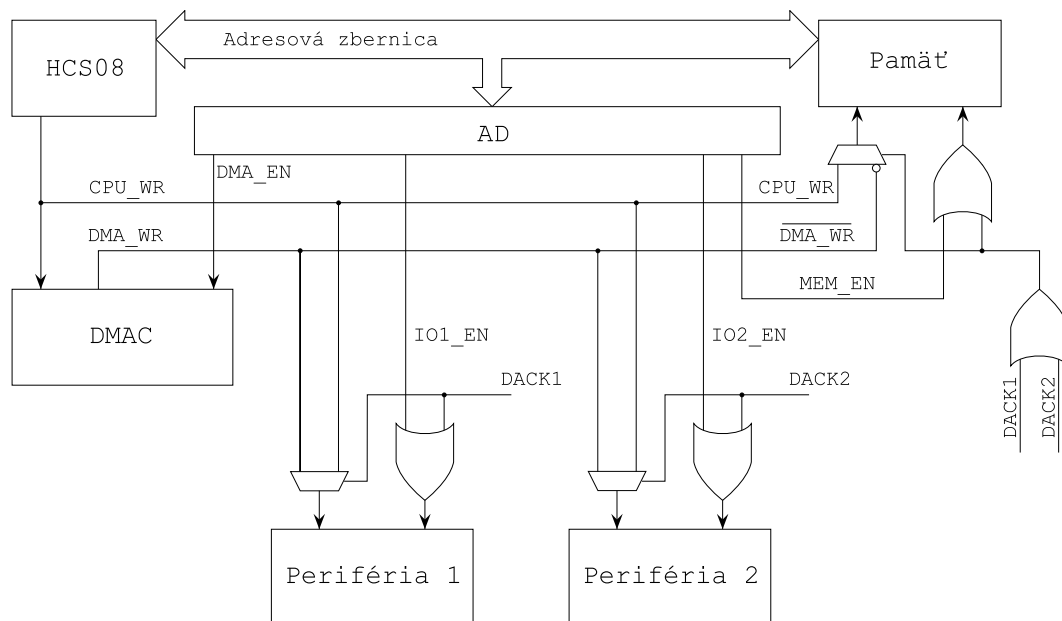 Adresová zbernica
HCS08
Pamäť
AD
DMA_EN
CPU_WR
CPU_WR
DMA_WR
DMA_WR
MEM_EN
DMAC
IO1_EN
IO2_EN
DACK1
DACK2
DACK1
DACK2
Periféria 1
Periféria 2